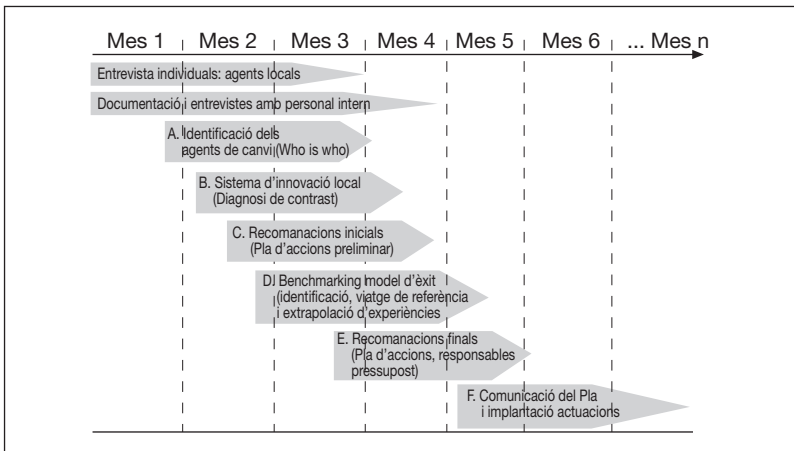 Mes 1 Mes 2 Mes 3 Mes 4 Mes 5 Mes 6 ... Mes n
Entrevista individuals: agents locals
Documentació i entrevistes amb personal intern
A. Identificació dels
agents de canvi (Who is who)
B. Sistema d'innovació local
(Diagnosi de contrast)
C. Recomanacions inicials
(Pla d'accions preliminar)
D. Benchmarking model d'èxit
(identificació, viatge de referència
i extrapolació d'experiències
E. Recomanacions finals
(Pla d'accions, responsables
pressupost)
F. Comunicació del Pla
i implantació actuacions